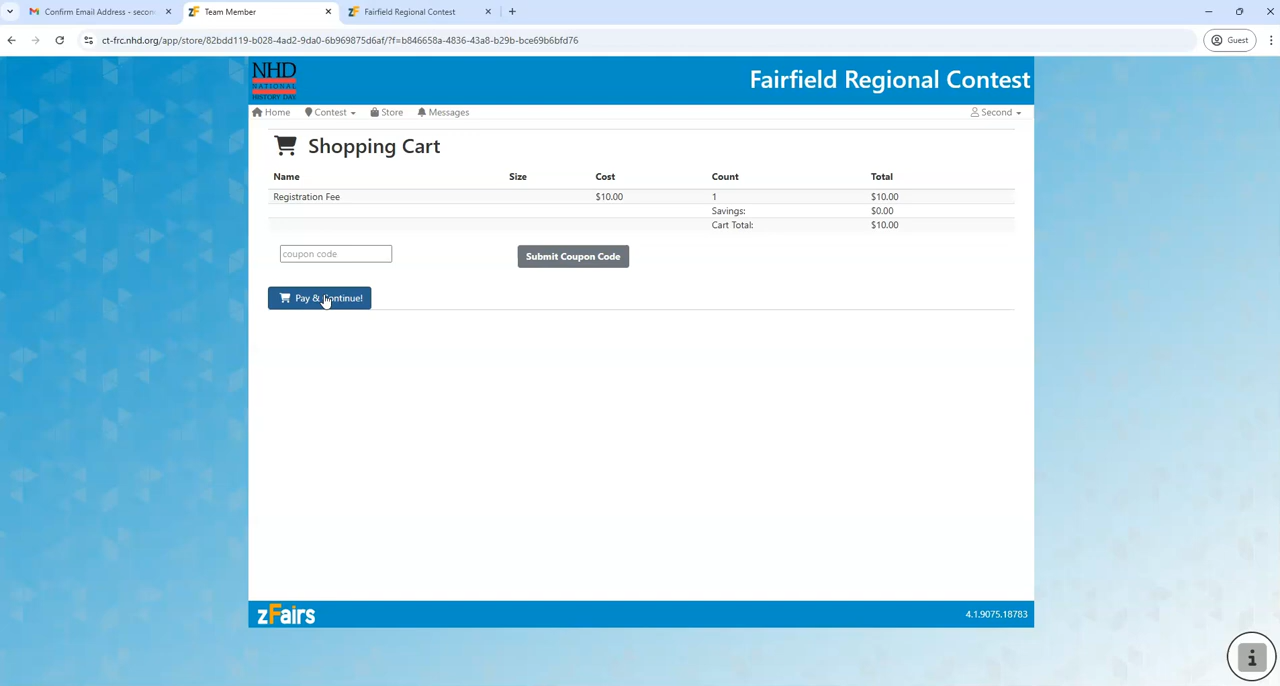 Confirm Email Address - secon
Team Member
Fairfield Regional Contest
ct-frc.nhd.org/app/store/82bdd119-b028-4ad2-9da0-6b969875d6af/?f=b846658a-4836-43a8-b29b-bce69b6bfd76
Guest
NHD
NATIONAL
HISTORY DAY
Fairfield Regional Contest
Home Contest Store Messages Second
Shopping Cart
Name Size Cost Count Total
Registration Fee $10.00 1 $10.00
Savings: $0.00
Cart Total: $10.00
coupon code Submit Coupon Code
Pay & Continue!
zFairs 4.1.9075.18783